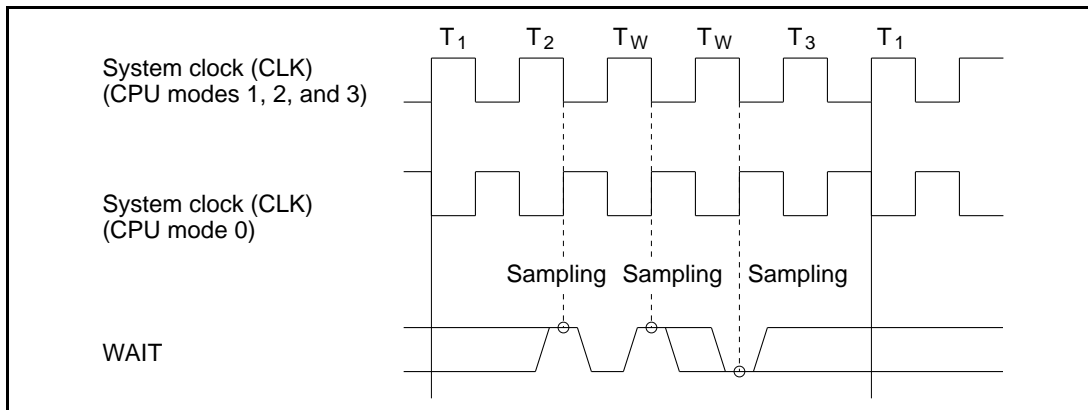 T1 T2 TW TW T3 T1
System clock (CLK)
(CPU modes 1, 2, and 3)
System clock (CLK)
(CPU mode 0)
Sampling Sampling Sampling
WAIT